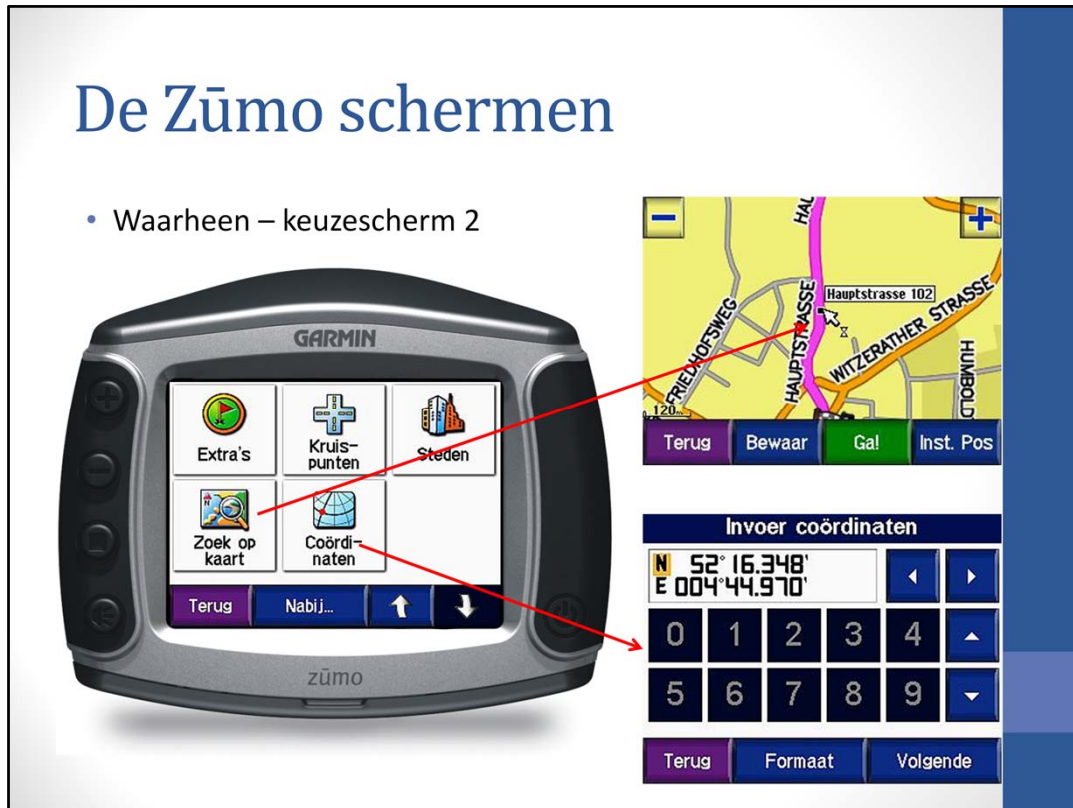 De Zūmo schermen
• Waarheen – keuzescherm 2
GARMIN
Extra's
Kruis-
punten
Steden
Zoek op
kaart
Coördi-
naten
Terug
Nabij...
zūmo
HAUPTSTRASSE
Hauptstrasse 102
FRIEDHOFSWEG
WITZERATHER STRASSE
120
Terug
Bewaar
Ga!
Inst. Pos
Invoer coördinaten
N 52° 16.348'
E 004°44.970'
0 1 2 3 4
5 6 7 8 9
Terug
Formaat
Volgende